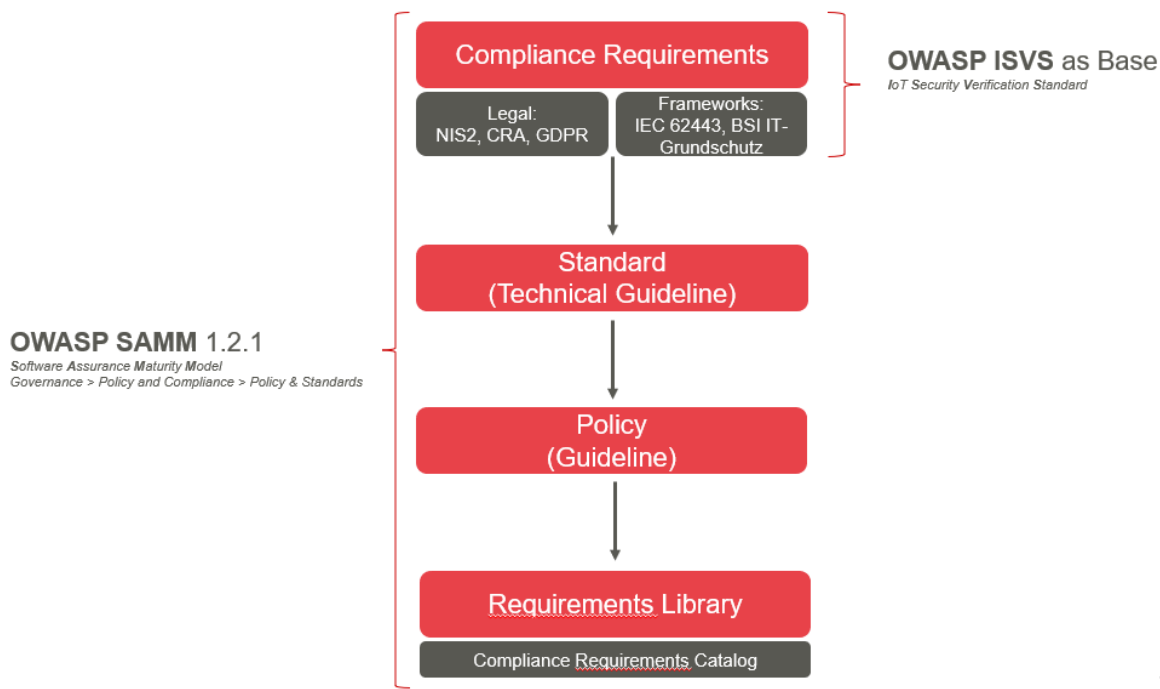 Compliance Requirements
OWASP ISVS as Base
IoT Security Verification Standard
Legal:
NIS2, CRA, GDPR
Frameworks:
IEC 62443, BSI IT-
Grundschutz
Standard
(Technical Guideline)
OWASP SAMM 1.2.1
Software Assurance Maturity Model
Governance > Policy and Compliance > Policy & Standards
Policy
(Guideline)
Requirements Library
Compliance Requirements Catalog